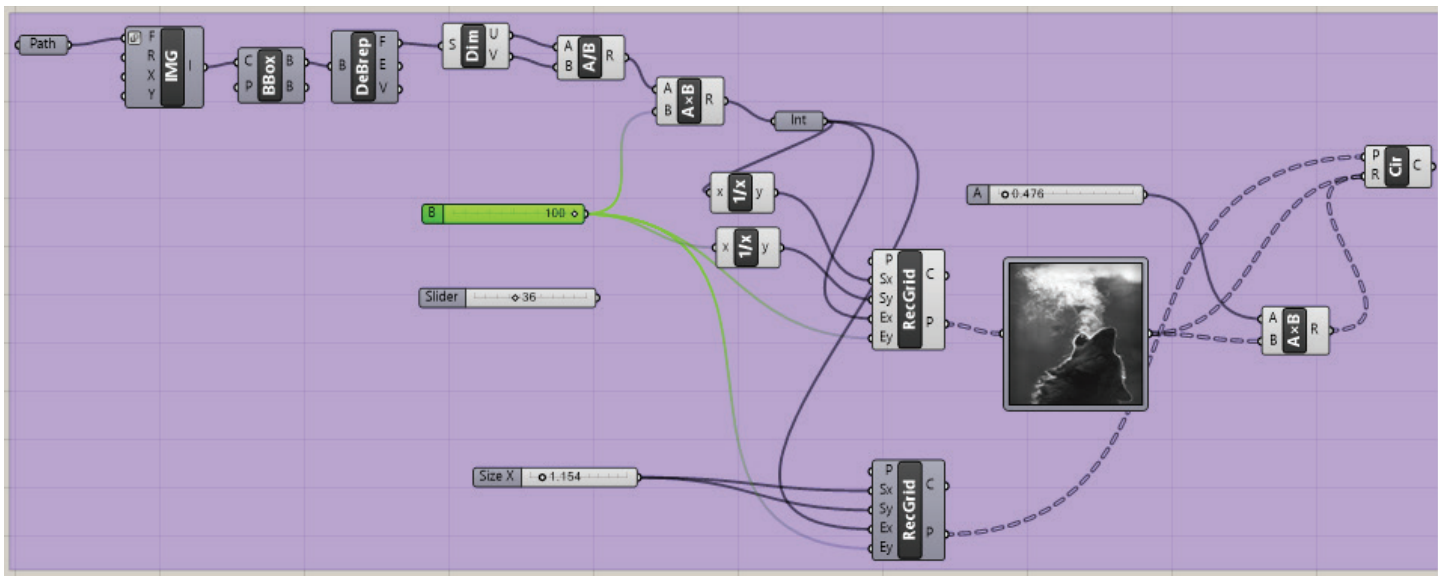 Path
F
R
X
Y
IMG
I
C
P
BBox
B
B
B
DeBrep
F
E
V
S
Dim
U
V
A
B
A/B
R
A
B
A×B
R
Int
x
1/x
y
x
1/x
y
B
100
Slider
36
Size X
1.154
P
Sx
Sy
Ex
Ey
RecGrid
C
P
P
Sx
Sy
Ex
Ey
RecGrid
C
P
A
0.476
A
B
A×B
R
P
R
Cir
C